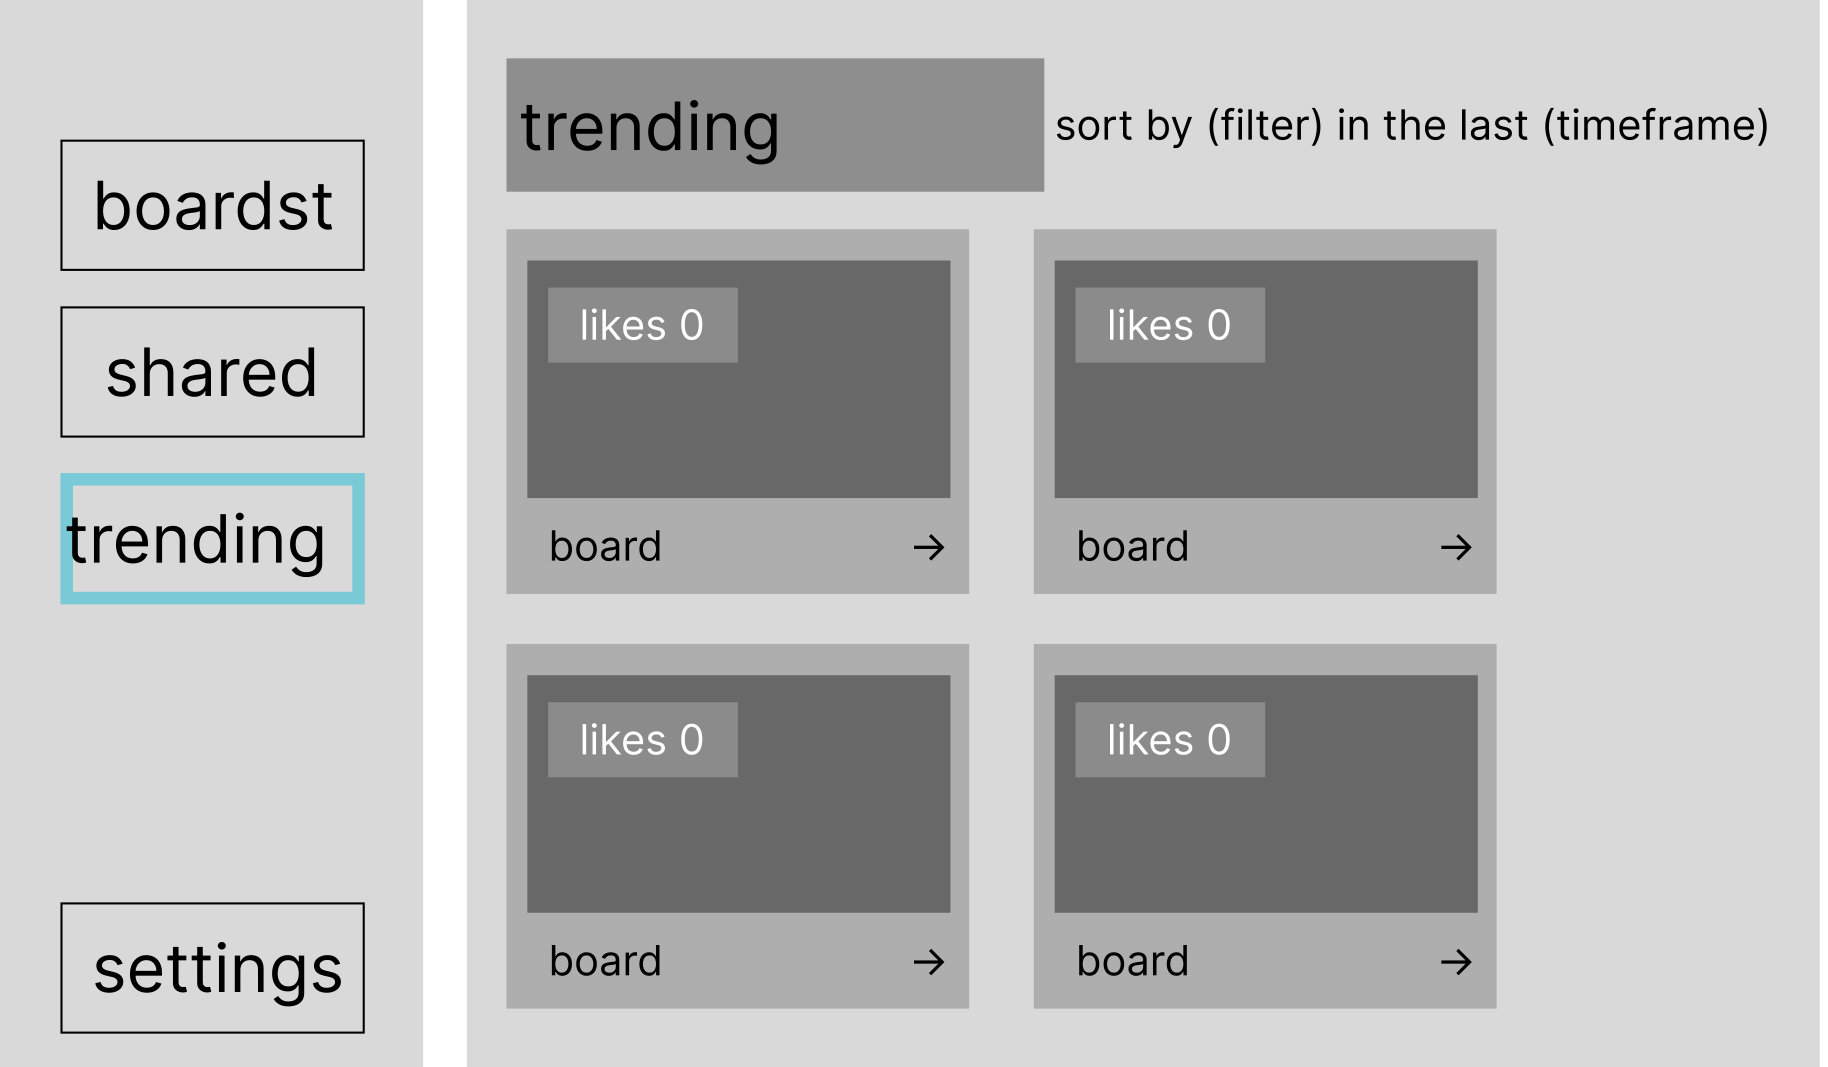 boardst
shared
trending
settings
trending
sort by (filter) in the last (timeframe)
likes 0
board →
likes 0
board →
likes 0
board →
likes 0
board →